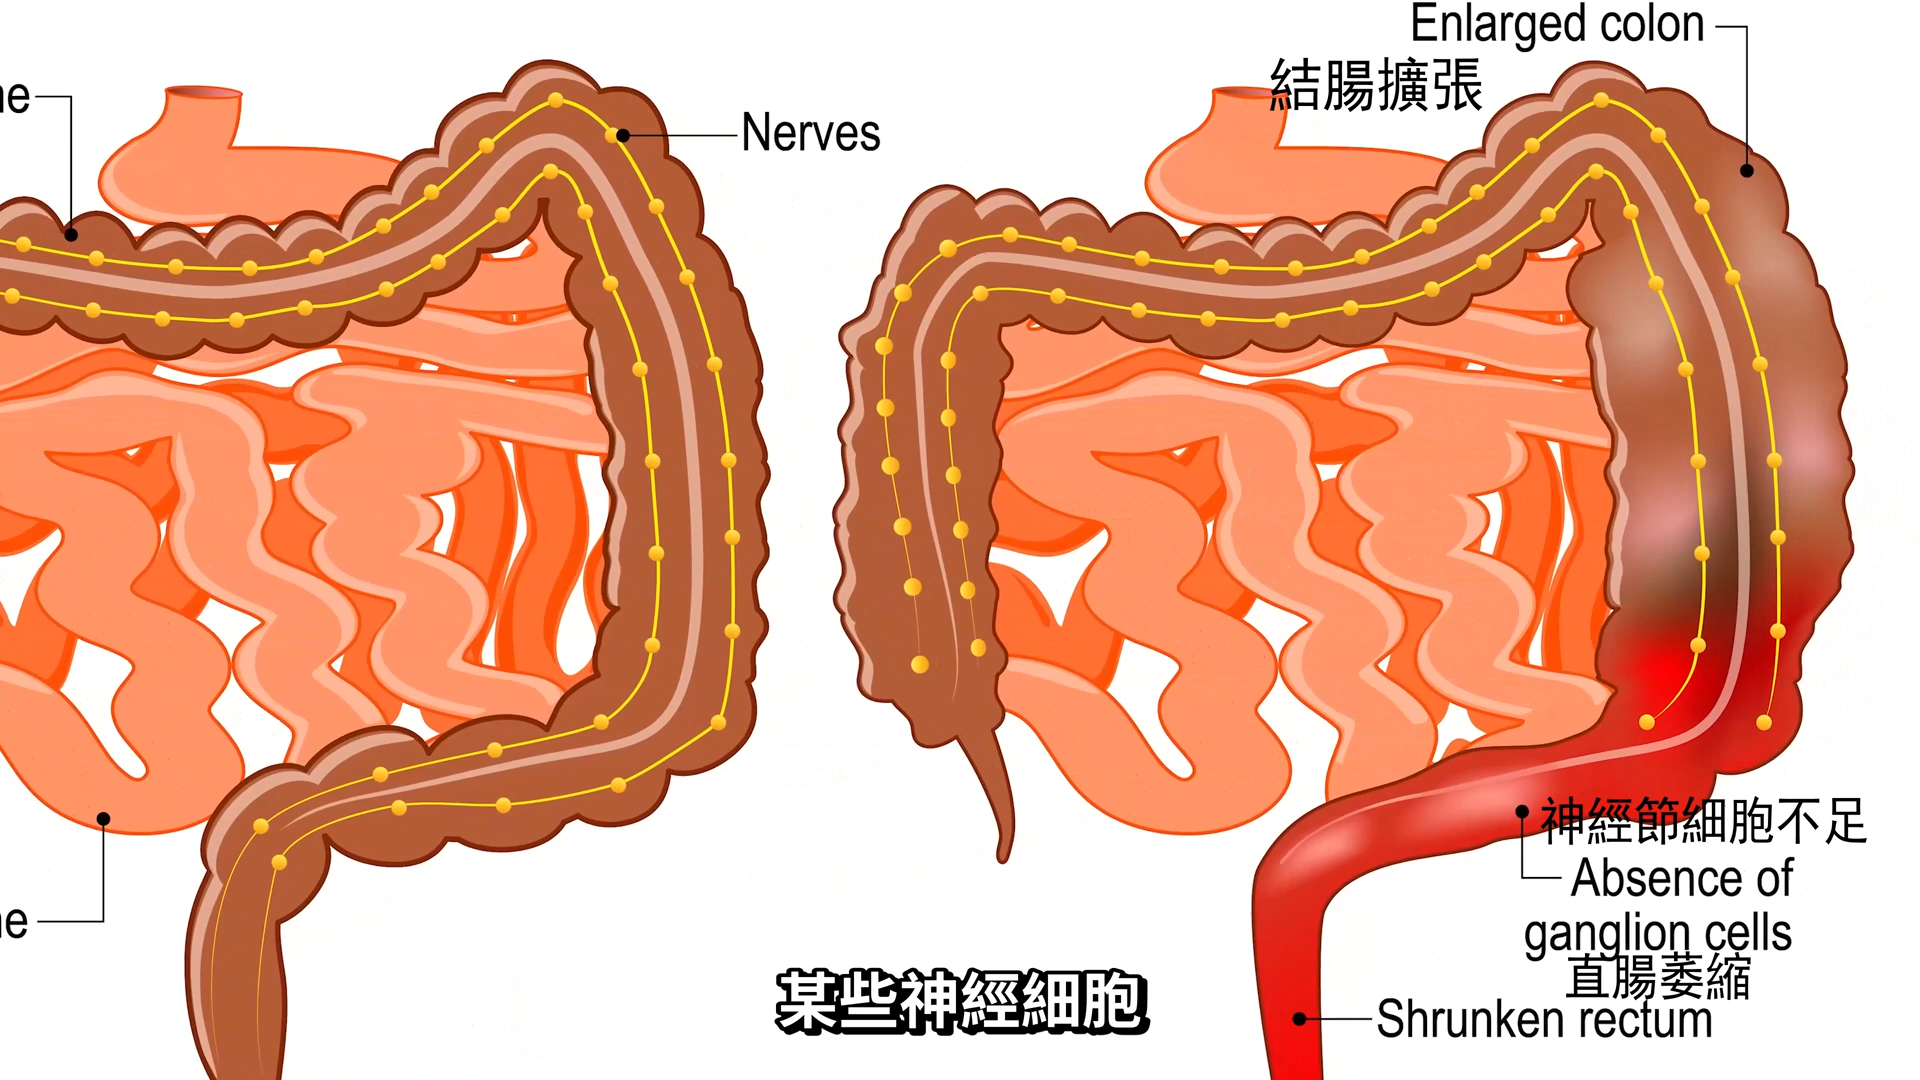 Enlarged colon
結腸擴張
Nerves
神經節細胞不足
Absence of
ganglion cells
直腸萎縮
Shrunken rectum
某些神經細胞